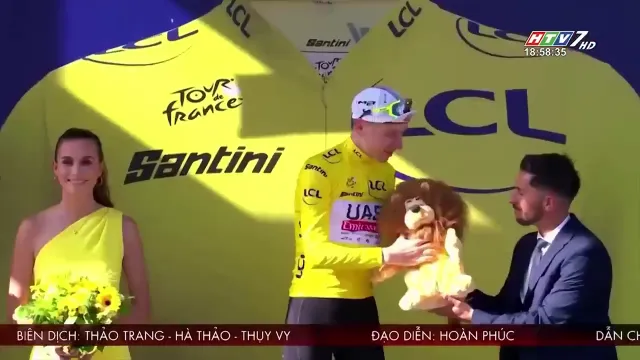 LCL
HTV7 HD
18:58:35
Santini
TOUR
de
france
LCL
Santini
LCL
LCL
UAE
Emirates
BIÊN DỊCH: THẢO TRANG - HÀ THẢO - THỤY VY
ĐẠO DIỄN: HOÀN PHÚC
DẪN CH